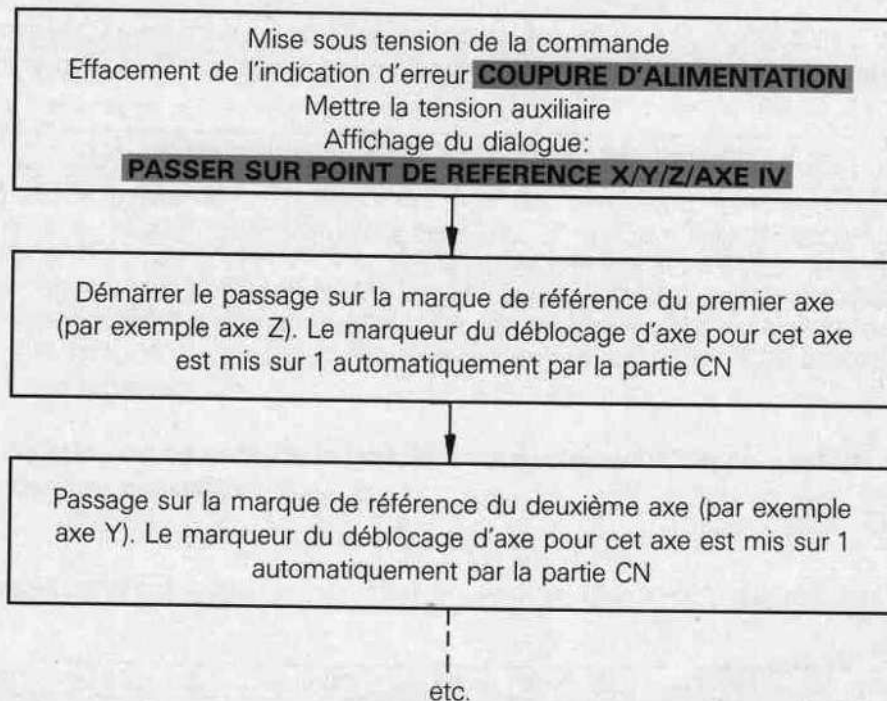 Mise sous tension de la commande
Effacement de l'indication d'erreur COUPURE D'ALIMENTATION
Mettre la tension auxiliaire
Affichage du dialogue:
PASSER SUR POINT DE REFERENCE X/Y/Z/AXE IV
Démarrer le passage sur la marque de référence du premier axe
(par exemple axe Z). Le marqueur du déblocage d'axe pour cet axe
est mis sur 1 automatiquement par la partie CN
Passage sur la marque de référence du deuxième axe (par exemple
axe Y). Le marqueur du déblocage d'axe pour cet axe est mis sur 1
automatiquement par la partie CN
etc.